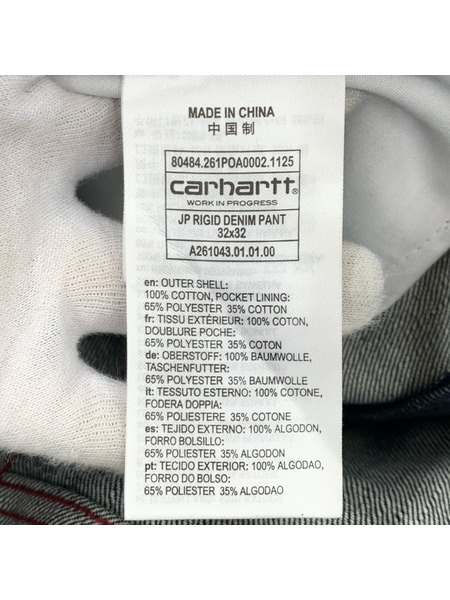 MADE IN CHINA
中国制
80484.261POA0002.1125
carhartt®
WORK IN PROGRESS
JP RIGID DENIM PANT
32x32
A261043.01.01.00
en: OUTER SHELL:
100% COTTON, POCKET LINING:
65% POLYESTER 35% COTTON
fr: TISSU EXTÉRIEUR: 100% COTON,
DOUBLURE POCHE:
65% POLYESTER 35% COTON
de: OBERSTOFF: 100% BAUMWOLLE,
TASCHENFUTTER:
65% POLYESTER 35% BAUMWOLLE
it: TESSUTO ESTERNO: 100% COTONE,
FODERA DOPPIA:
65% POLIESTERE 35% COTONE
es: TEJIDO EXTERNO: 100% ALGODON,
FORRO BOLSILLO:
65% POLIESTER 35% ALGODON
pt: TECIDO EXTERIOR: 100% ALGODAO,
FORRO DO BOLSO:
65% POLIESTER 35% ALGODAO